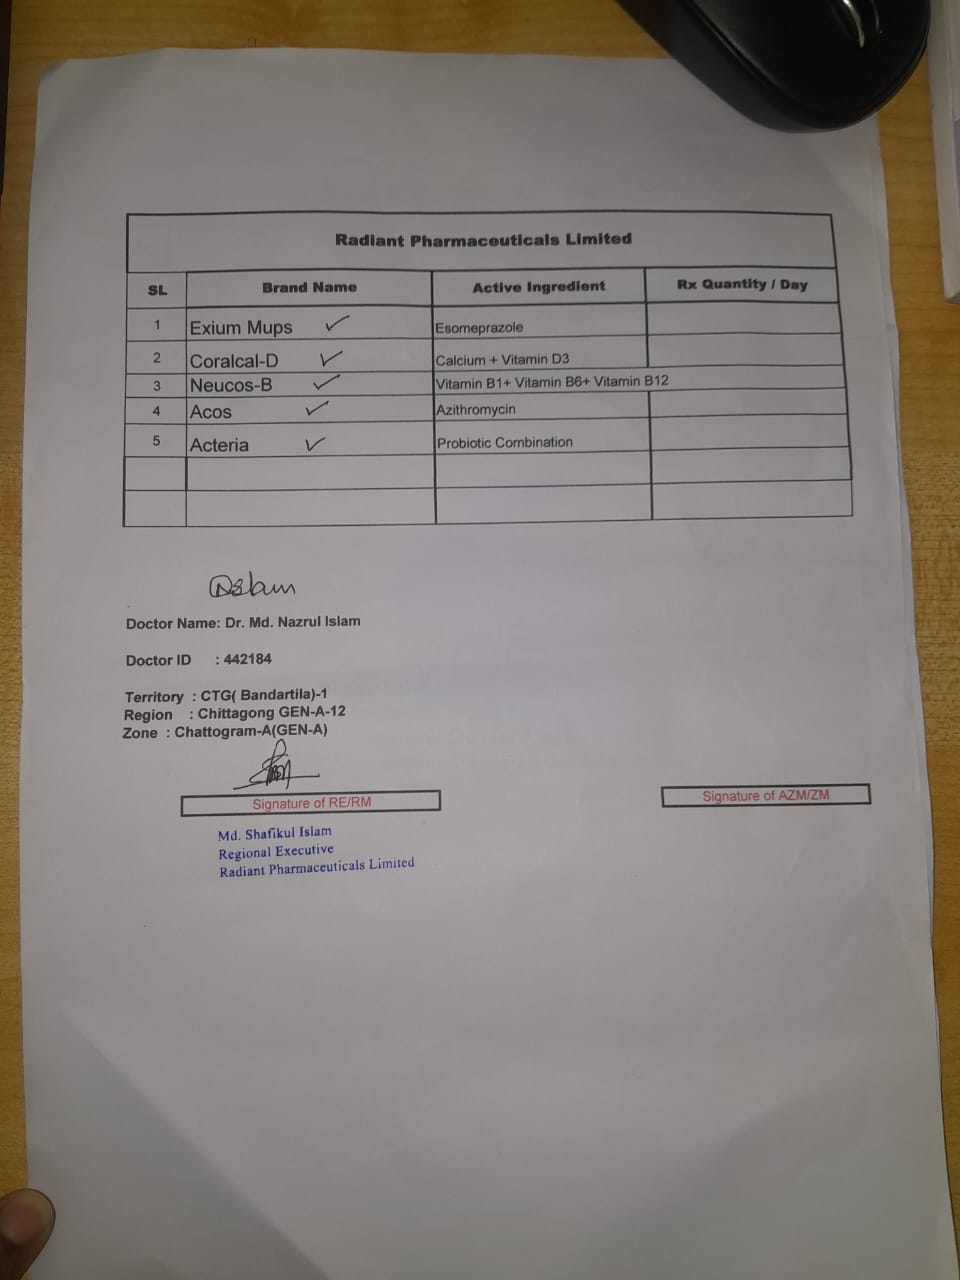 Radiant Pharmaceuticals Limited
SL Brand Name Active Ingredient Rx Quantity / Day
1 Exium Mups ✓ Esomeprazole
2 Coralcal-D ✓ Calcium + Vitamin D3
3 Neucos-B ✓ Vitamin B1+ Vitamin B6+ Vitamin B12
4 Acos ✓ Azithromycin
5 Acteria ✓ Probiotic Combination
Doctor Name: Dr. Md. Nazrul Islam
Doctor ID : 442184
Territory : CTG( Bandartila)-1
Region : Chittagong GEN-A-12
Zone : Chattogram-A(GEN-A)
Signature of RE/RM Signature of AZM/ZM
Md. Shafikul Islam
Regional Executive
Radiant Pharmaceuticals Limited